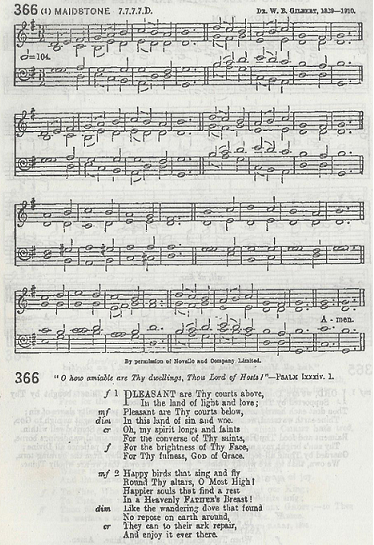 366 (1) MAIDSTONE 7.7.7.7.D. DR. W. B. GILBERT, 1829—1910.
=104.
A - men.
By permission of Novello and Company, Limited.
366 "O how amiable are Thy dwellings, Thou Lord of Hosts!"—PSALM lxxxiv. 1.
f 1 PLEASANT are Thy courts above,
In the land of light and love;
mf Pleasant are Thy courts below,
dim In this land of sin and woe.
cr Oh, my spirit longs and faints
For the converse of Thy saints,
f For the brightness of Thy Face,
For Thy fulness, GOD of Grace.
mf 2 Happy birds that sing and fly
Round Thy altars, O Most High!
Happier souls that find a rest
In a Heavenly FATHER'S Breast!
dim Like the wandering dove that found
No repose on earth around,
cr They can to their ark repair,
And enjoy it ever there.